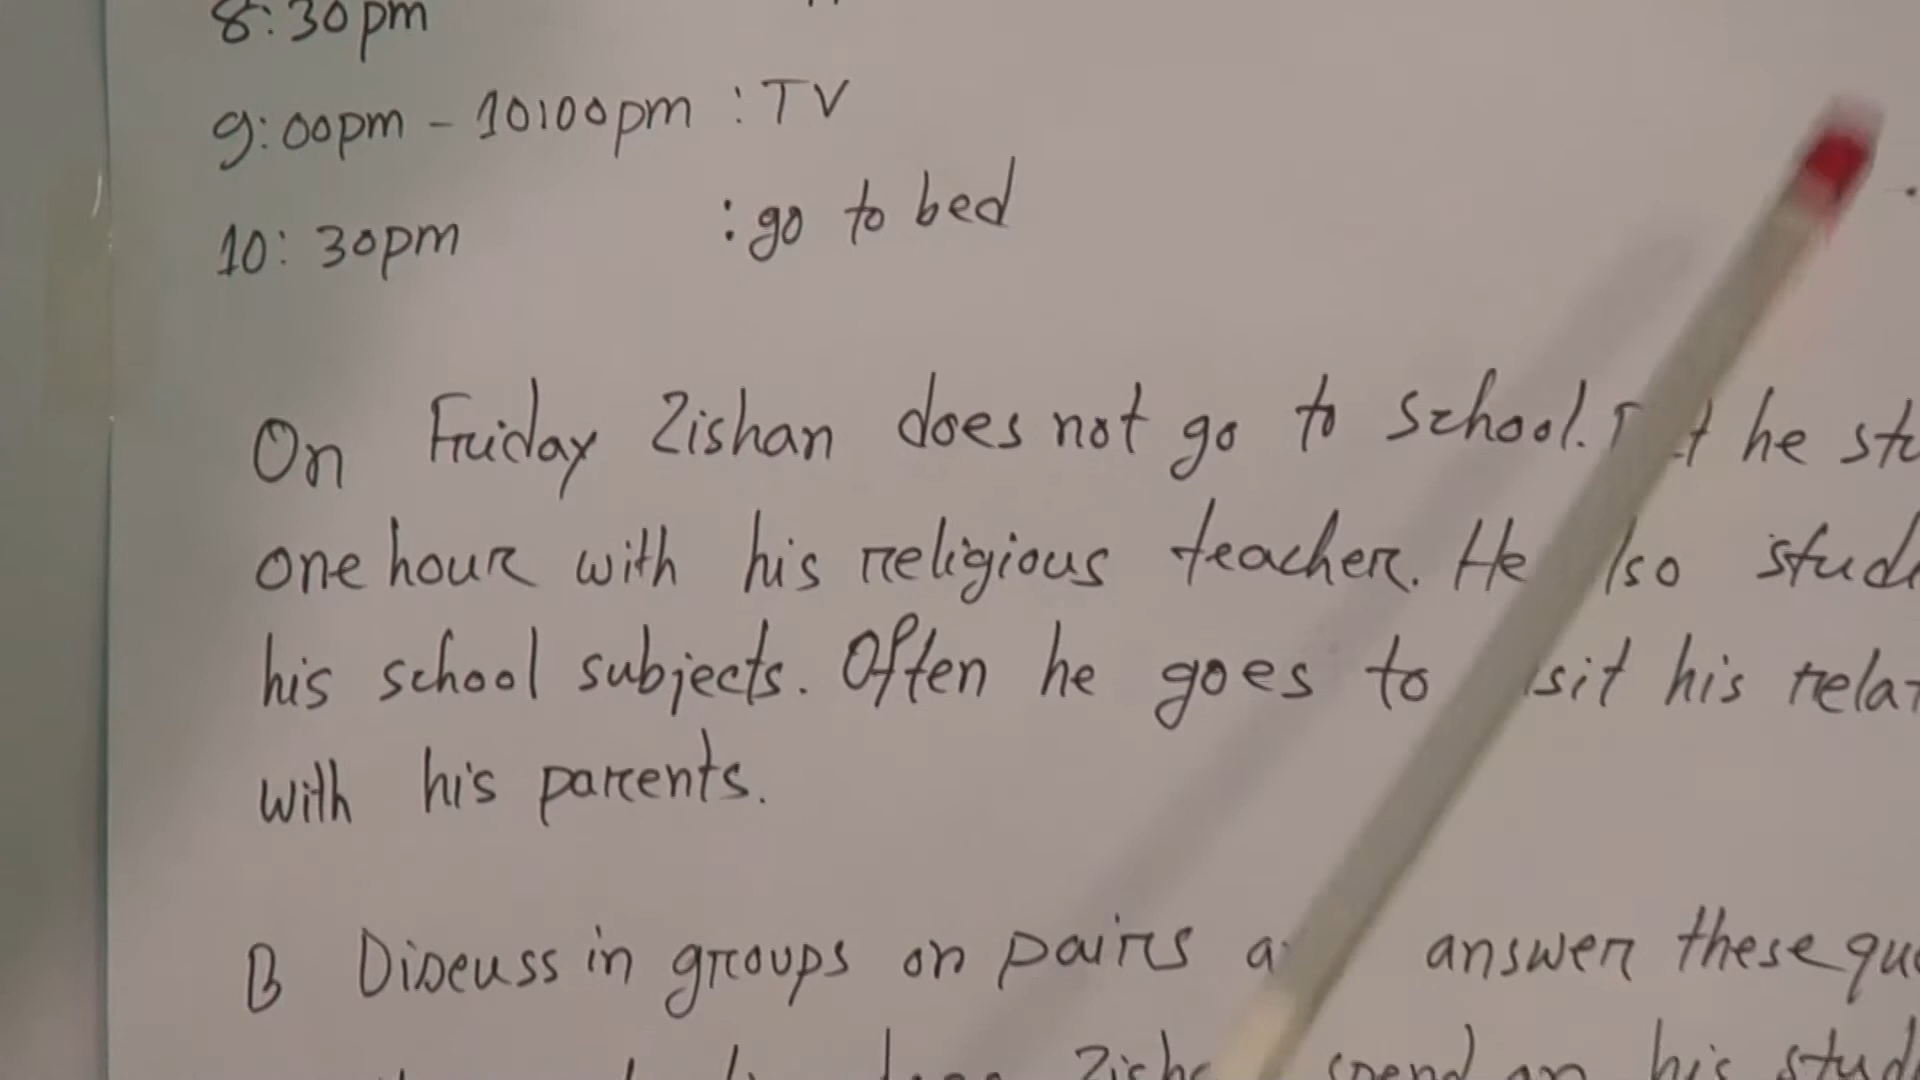 8:30pm
9:00pm - 10:00pm : TV
10:30pm : go to bed
On Friday Zishan does not go to school. he
one hour with his religious teacher. He
his school subjects. Often he goes to his
with his parents.
B Discuss in groups or pairs answer these
his